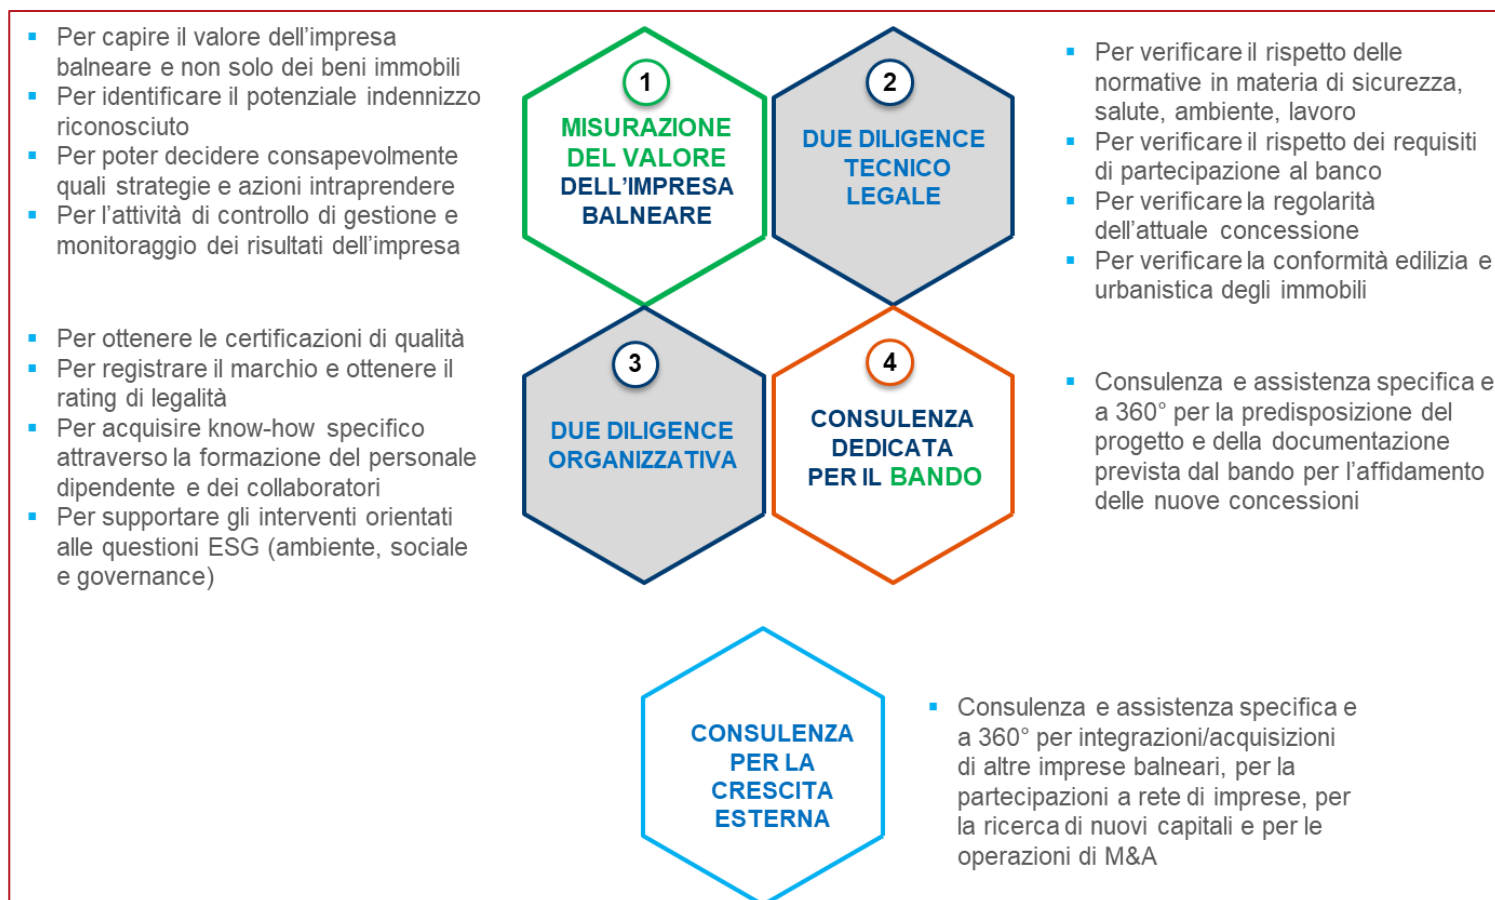 ▪ Per capire il valore dell’impresa
balneare e non solo dei beni immobili
▪ Per identificare il potenziale indennizzo
riconosciuto
▪ Per poter decidere consapevolmente
quali strategie e azioni intraprendere
▪ Per l’attività di controllo di gestione e
monitoraggio dei risultati dell’impresa
1
MISURAZIONE
DEL VALORE
DELL’IMPRESA
BALNEARE
2
DUE DILIGENCE
TECNICO
LEGALE
▪ Per verificare il rispetto delle
normative in materia di sicurezza,
salute, ambiente, lavoro
▪ Per verificare il rispetto dei requisiti
di partecipazione al banco
▪ Per verificare la regolarità
dell’attuale concessione
▪ Per verificare la conformità edilizia e
urbanistica degli immobili
▪ Per ottenere le certificazioni di qualità
▪ Per registrare il marchio e ottenere il
rating di legalità
▪ Per acquisire know-how specifico
attraverso la formazione del personale
dipendente e dei collaboratori
▪ Per supportare gli interventi orientati
alle questioni ESG (ambiente, sociale
e governance)
3
DUE DILIGENCE
ORGANIZZATIVA
4
CONSULENZA
DEDICATA
PER IL BANDO
▪ Consulenza e assistenza specifica e
a 360° per la predisposizione del
progetto e della documentazione
prevista dal bando per l’affidamento
delle nuove concessioni
CONSULENZA
PER LA
CRESCITA
ESTERNA
▪ Consulenza e assistenza specifica e
a 360° per integrazioni/acquisizioni
di altre imprese balneari, per la
partecipazioni a rete di imprese, per
la ricerca di nuovi capitali e per le
operazioni di M&A